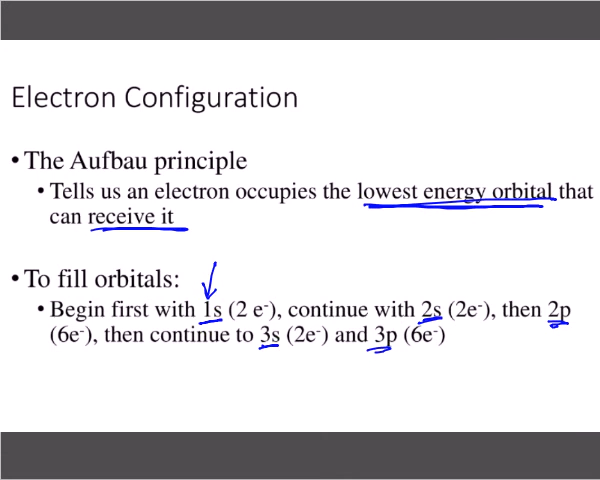 Electron Configuration
• The Aufbau principle
• Tells us an electron occupies the lowest energy orbital that
can receive it
• To fill orbitals:
• Begin first with 1s (2 e⁻), continue with 2s (2e⁻), then 2p
(6e⁻), then continue to 3s (2e⁻) and 3p (6e⁻)